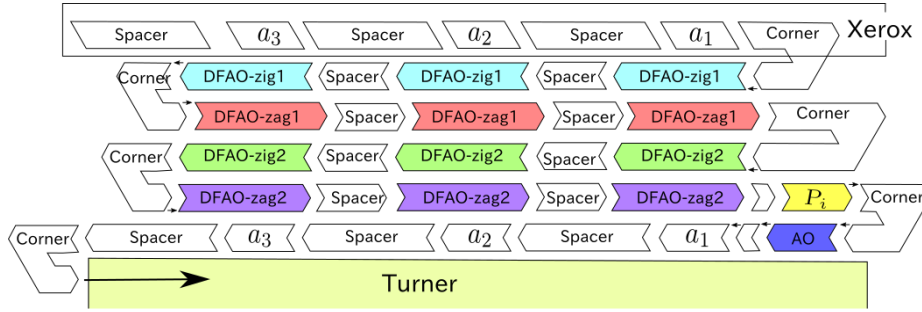 Spacer a₃ Spacer a₂ Spacer a₁ Corner Xerox
Corner DFAO-zig1 Spacer DFAO-zig1 Spacer DFAO-zig1
DFAO-zag1 Spacer DFAO-zag1 Spacer DFAO-zag1 Corner
Corner DFAO-zig2 Spacer DFAO-zig2 Spacer DFAO-zig2
DFAO-zag2 Spacer DFAO-zag2 Spacer DFAO-zag2 Pᵢ Corner
Corner Spacer a₃ Spacer a₂ Spacer a₁ AO
Turner